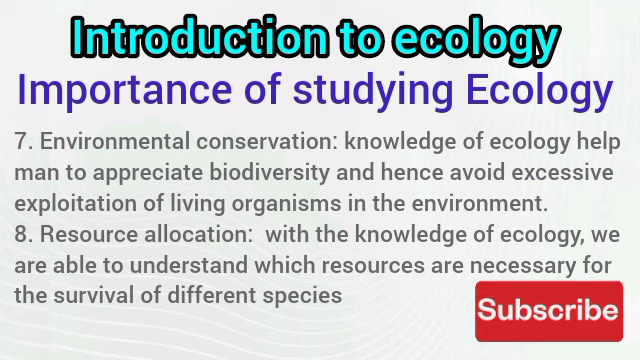 Introduction to ecology
Importance of studying Ecology
7. Environmental conservation: knowledge of ecology help
man to appreciate biodiversity and hence avoid excessive
exploitation of living organisms in the environment.
8. Resource allocation:  with the knowledge of ecology, we
are able to understand which resources are necessary for
the survival of different species
Subscribe